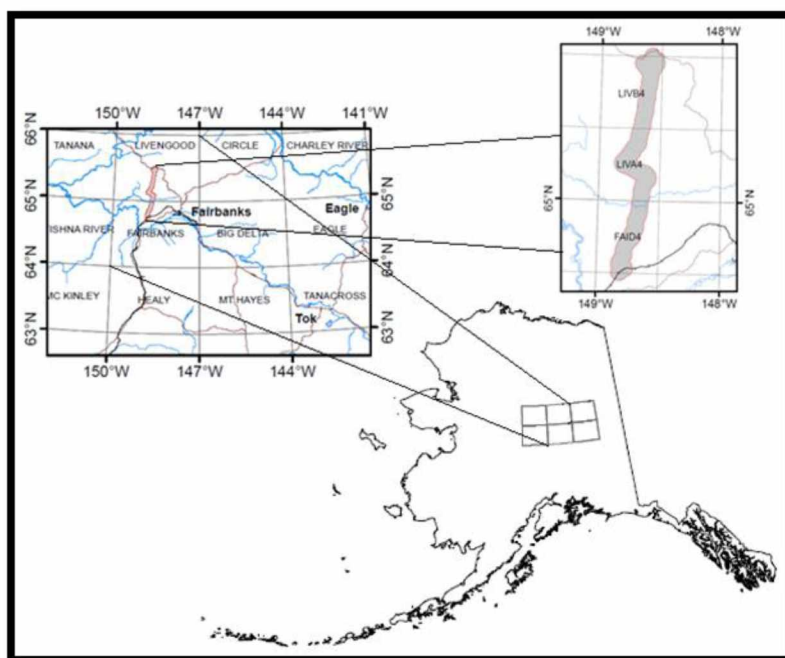 149°W 148°W
LIVB4
LIVA4
65°N 65°N
FAID4
149°W 148°W
150°W 147°W 144°W 141°W
66°N TANANA LIVENGOOD CIRCLE CHARLEY RIVER
65°N Fairbanks Eagle 65°N
ISHNA RIVER FAIRBANKS BIG DELTA EAGLE
64°N 64°N
MC KINLEY HEALY MT HAYES TANACROSS
63°N Tok 63°N
150°W 147°W 144°W